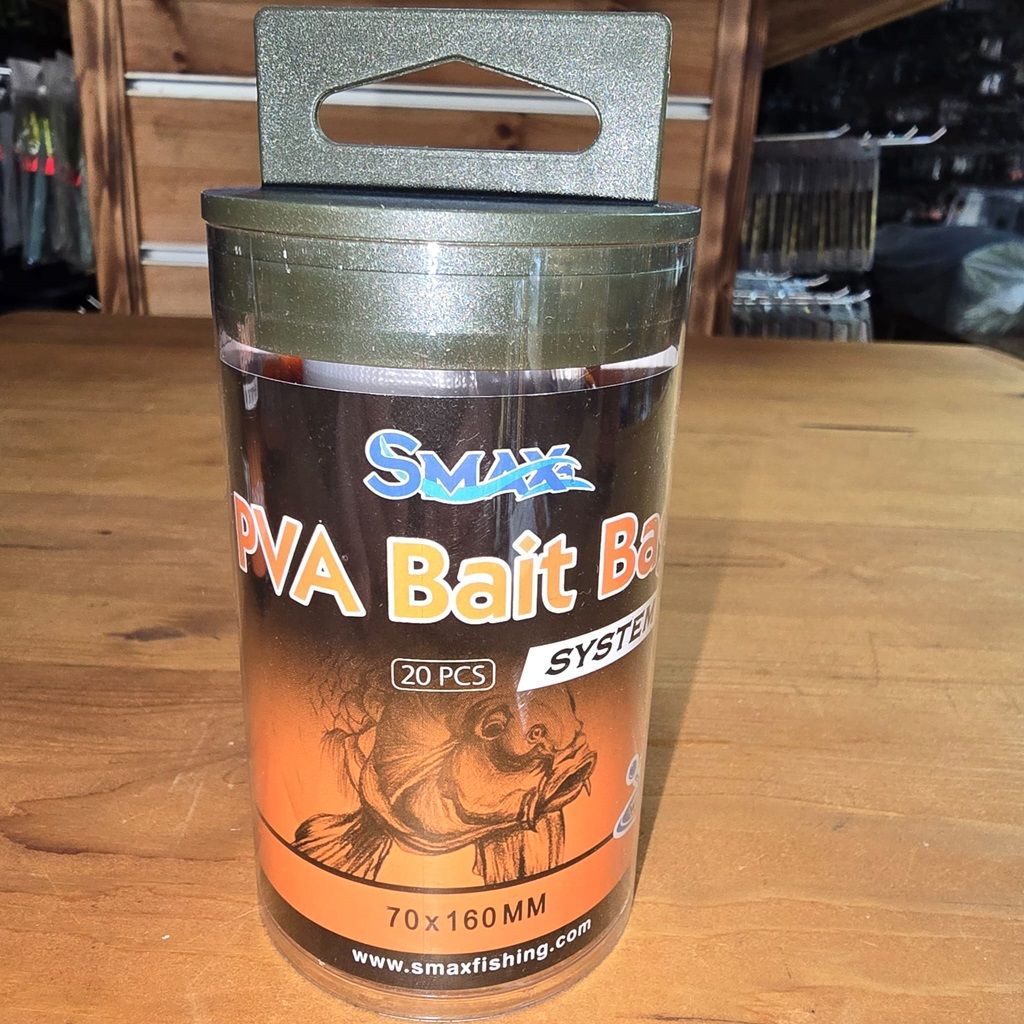 SMAX
PVA Bait Ba
SYSTEM
20 PCS
70x160MM
www.smaxfishing.com